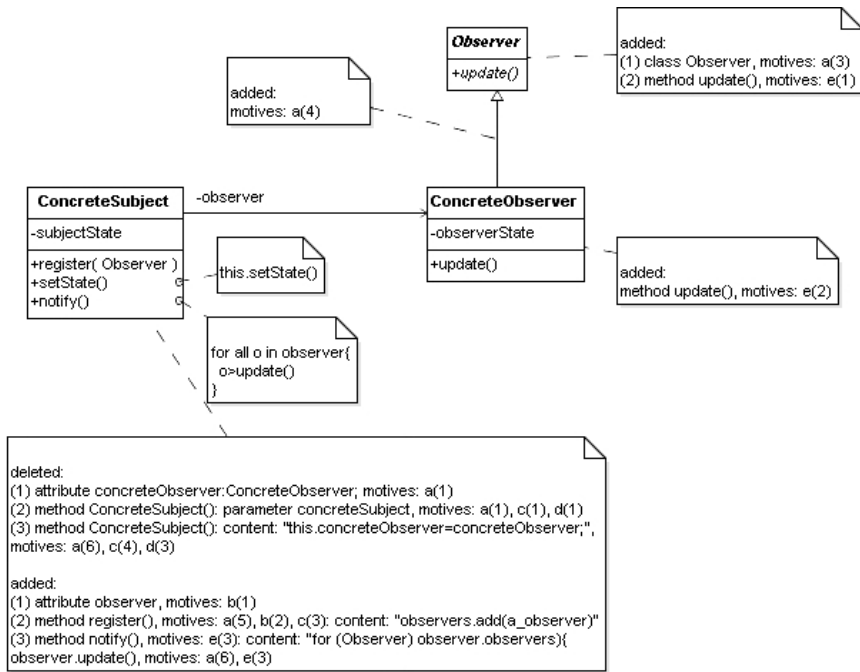 Observer
+update()
added:
(1) class Observer, motives: a(3)
(2) method update(), motives: e(1)
added:
motives: a(4)
ConcreteSubject
-subjectState
+register( Observer )
+setState()
+notify()
-observer
ConcreteObserver
-observerState
+update()
this.setState()
added:
method update(), motives: e(2)
for all o in observer{
o>update()
}
deleted:
(1) attribute concreteObserver:ConcreteObserver; motives: a(1)
(2) method ConcreteSubject(): parameter concreteSubject, motives: a(1), c(1), d(1)
(3) method ConcreteSubject(): content: "this.concreteObserver=concreteObserver;",
motives: a(6), c(4), d(3)
added:
(1) attribute observer, motives: b(1)
(2) method register(), motives: a(5), b(2), c(3): content: "observers.add(a_observer)"
(3) method notify(), motives: e(3): content: "for (Observer) observer.observers){
observer.update(), motives: a(6), e(3)